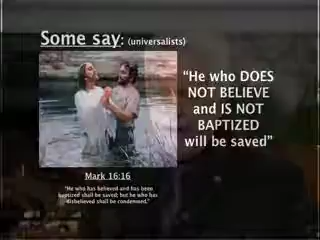 Some say: (universalists)
“He who DOES
NOT BELIEVE
and IS NOT
BAPTIZED
will be saved”
Mark 16:16
“He who has believed and has been
baptized shall be saved; but he who has
disbelieved shall be condemned.”